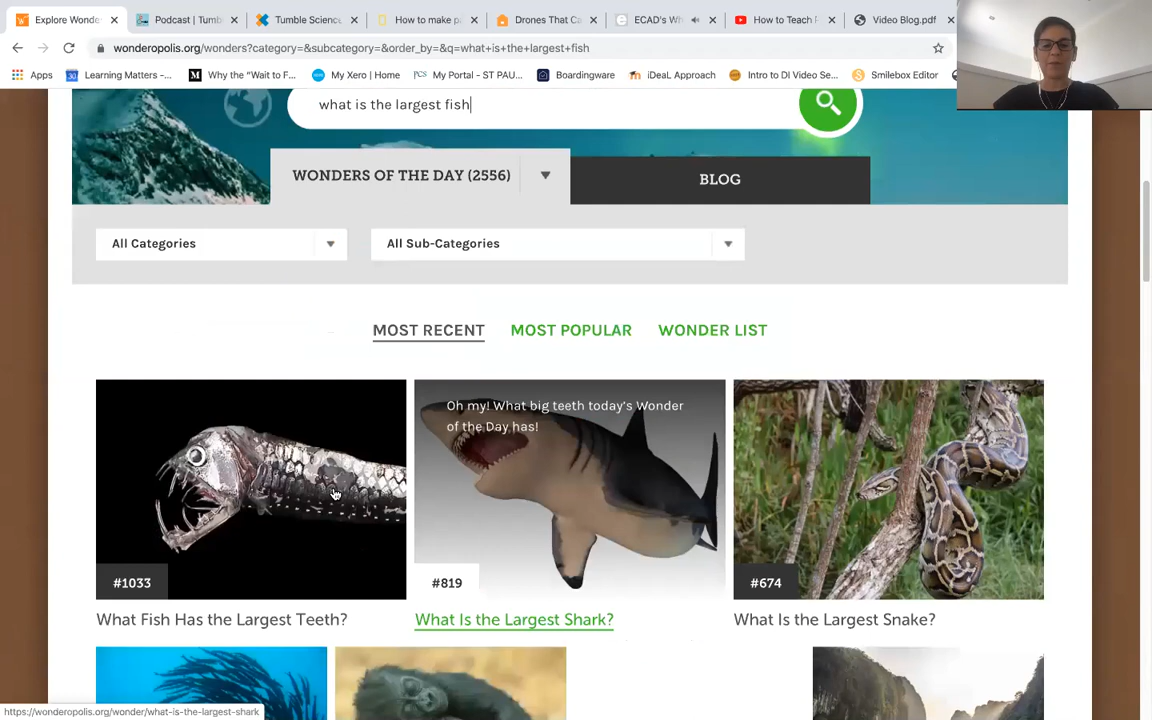 Explore Wonde
Podcast | Tumb
Tumble Scienc
How to make p
Drones That Ca
ECAD's Wh
How to Teach F
Video Blog.pdf
wonderopolis.org/wonders?category=&subcategory=&order_by=&q=what+is+the+largest+fish
Apps
Learning Matters -...
Why the "Wait to F...
My Xero | Home
My Portal - ST PAU...
Boardingware
iDeaL Approach
Intro to DI Video Se...
Smilebox Editor
what is the largest fish
WONDERS OF THE DAY (2556)
BLOG
All Categories
All Sub-Categories
MOST RECENT
MOST POPULAR
WONDER LIST
Oh my! What big teeth today's Wonder
of the Day has!
#1033
#819
#674
What Fish Has the Largest Teeth?
What Is the Largest Shark?
What Is the Largest Snake?
https://wonderopolis.org/wonder/what-is-the-largest-shark